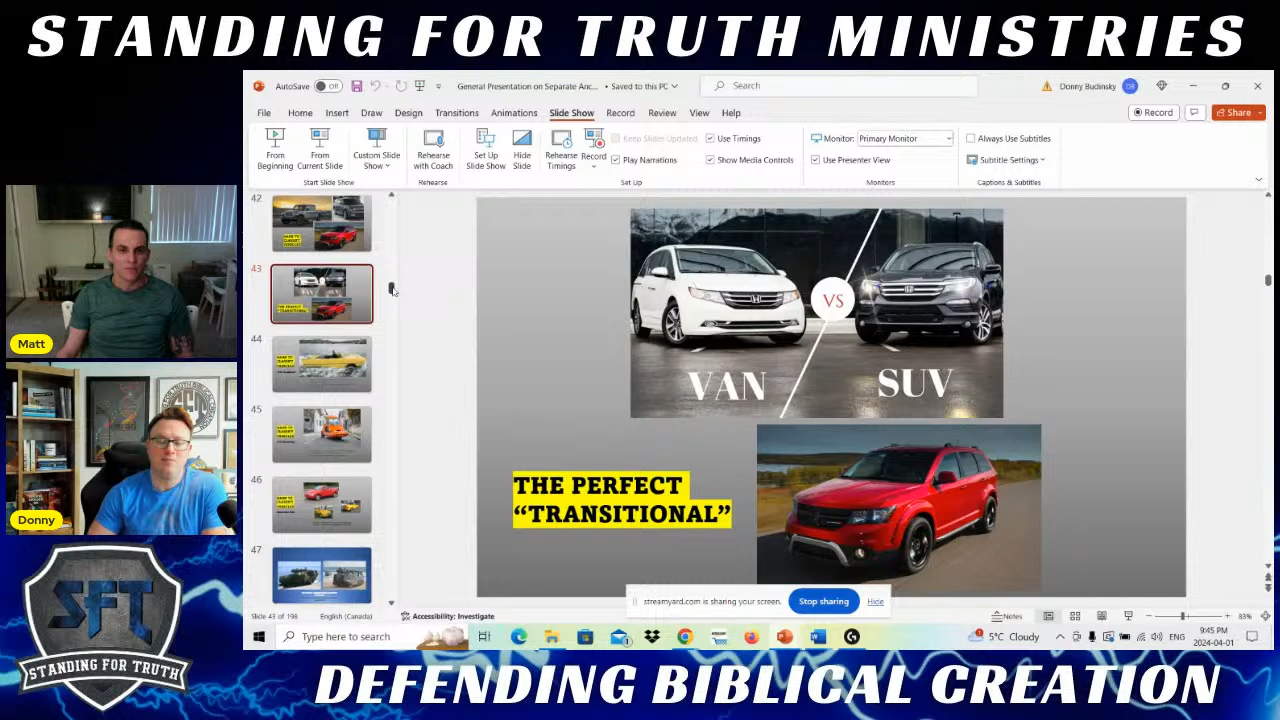 STANDING FOR TRUTH MINISTRIES
AutoSave
Off
General Presentation on Separate Anc... • Saved to this PC
Search
Donny Budinsky
DB
File
Home
Insert
Draw
Design
Transitions
Animations
Slide Show
Record
Review
View
Help
Record
Share
From Beginning
From Current Slide
Custom Slide Show
Rehearse with Coach
Set Up Slide Show
Hide Slide
Rehearse Timings
Record
Keep Slides Updated
Use Timings
Play Narrations
Show Media Controls
Monitor: Primary Monitor
Use Presenter View
Always Use Subtitles
Subtitle Settings
Start Slide Show
Rehearse
Set Up
Monitors
Captions & Subtitles
42
43
44
45
46
47
VAN
VS
SUV
THE PERFECT
“TRANSITIONAL”
Matt
Donny
streamyard.com is sharing your screen.
Stop sharing
Hide
Slide 43 of 198
English (Canada)
Accessibility: Investigate
Notes
83%
Type here to search
5°C Cloudy
ENG
9:45 PM
2024-04-01
SFT
STANDING FOR TRUTH
DEFENDING BIBLICAL CREATION